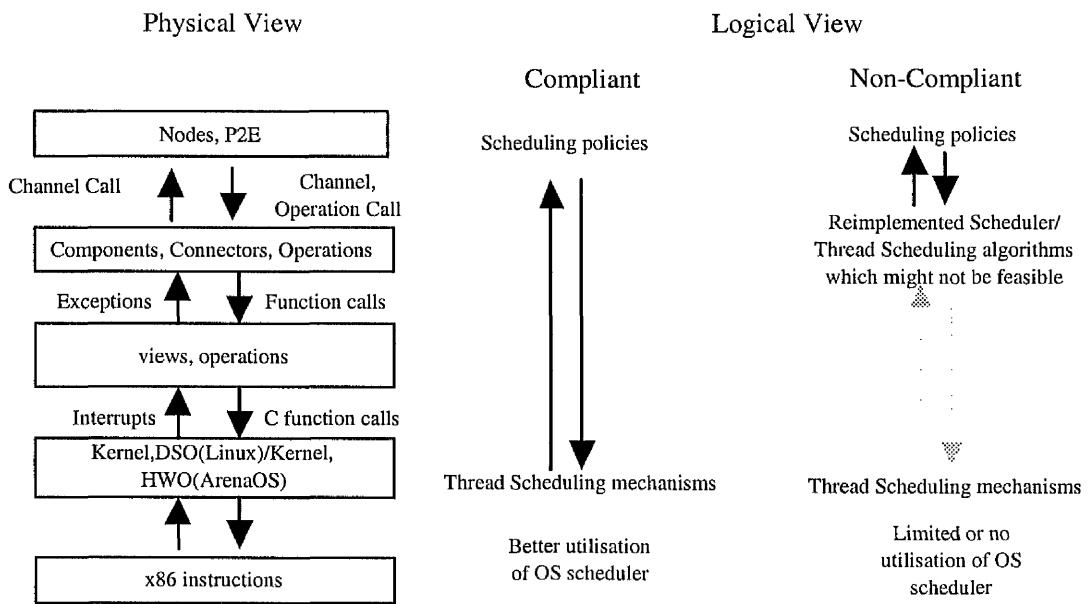 Physical View
Logical View
Compliant
Non-Compliant
Nodes, P2E
Channel Call
Channel,
Operation Call
Components, Connectors, Operations
Exceptions
Function calls
views, operations
Interrupts
C function calls
Kernel,DSO(Linux)/Kernel,
HWO(ArenaOS)
x86 instructions
Scheduling policies
Thread Scheduling mechanisms
Better utilisation
of OS scheduler
Scheduling policies
Reimplemented Scheduler/
Thread Scheduling algorithms
which might not be feasible
Thread Scheduling mechanisms
Limited or no
utilisation of OS
scheduler